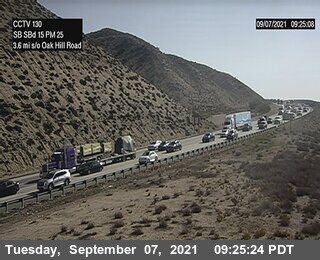 CCTV 130
SB SBd 15 PM 25
3.6 mi s/o Oak Hill Road
09/07/2021 09:25:08
Tuesday, September 07, 2021 09:25:24 PDT